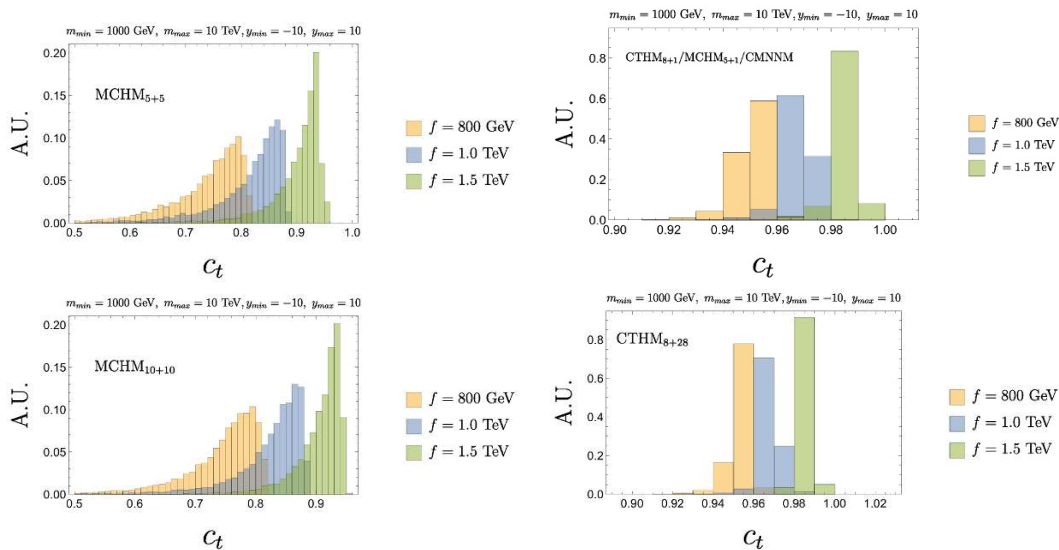 m_min = 1000 GeV, m_max = 10 TeV, y_min = −10, y_max = 10
0.20
0.15
0.10
0.05
0.00
A.U.
MCHM_5+5
f = 800 GeV
f = 1.0 TeV
f = 1.5 TeV
0.5 0.6 0.7 0.8 0.9 1.0
c_t
m_min = 1000 GeV, m_max = 10 TeV, y_min = −10, y_max = 10
0.8
0.6
0.4
0.2
0.0
A.U.
CTHM_8+1/MCHM_5+1/CMNNM
f = 800 GeV
f = 1.0 TeV
f = 1.5 TeV
0.90 0.92 0.94 0.96 0.98 1.00
c_t
m_min = 1000 GeV, m_max = 10 TeV, y_min = −10, y_max = 10
0.20
0.15
0.10
0.05
0.00
A.U.
MCHM_10+10
f = 800 GeV
f = 1.0 TeV
f = 1.5 TeV
0.5 0.6 0.7 0.8 0.9
c_t
m_min = 1000 GeV, m_max = 10 TeV, y_min = −10, y_max = 10
0.8
0.6
0.4
0.2
0.0
A.U.
CTHM_8+28
f = 800 GeV
f = 1.0 TeV
f = 1.5 TeV
0.90 0.92 0.94 0.96 0.98 1.00 1.02
c_t